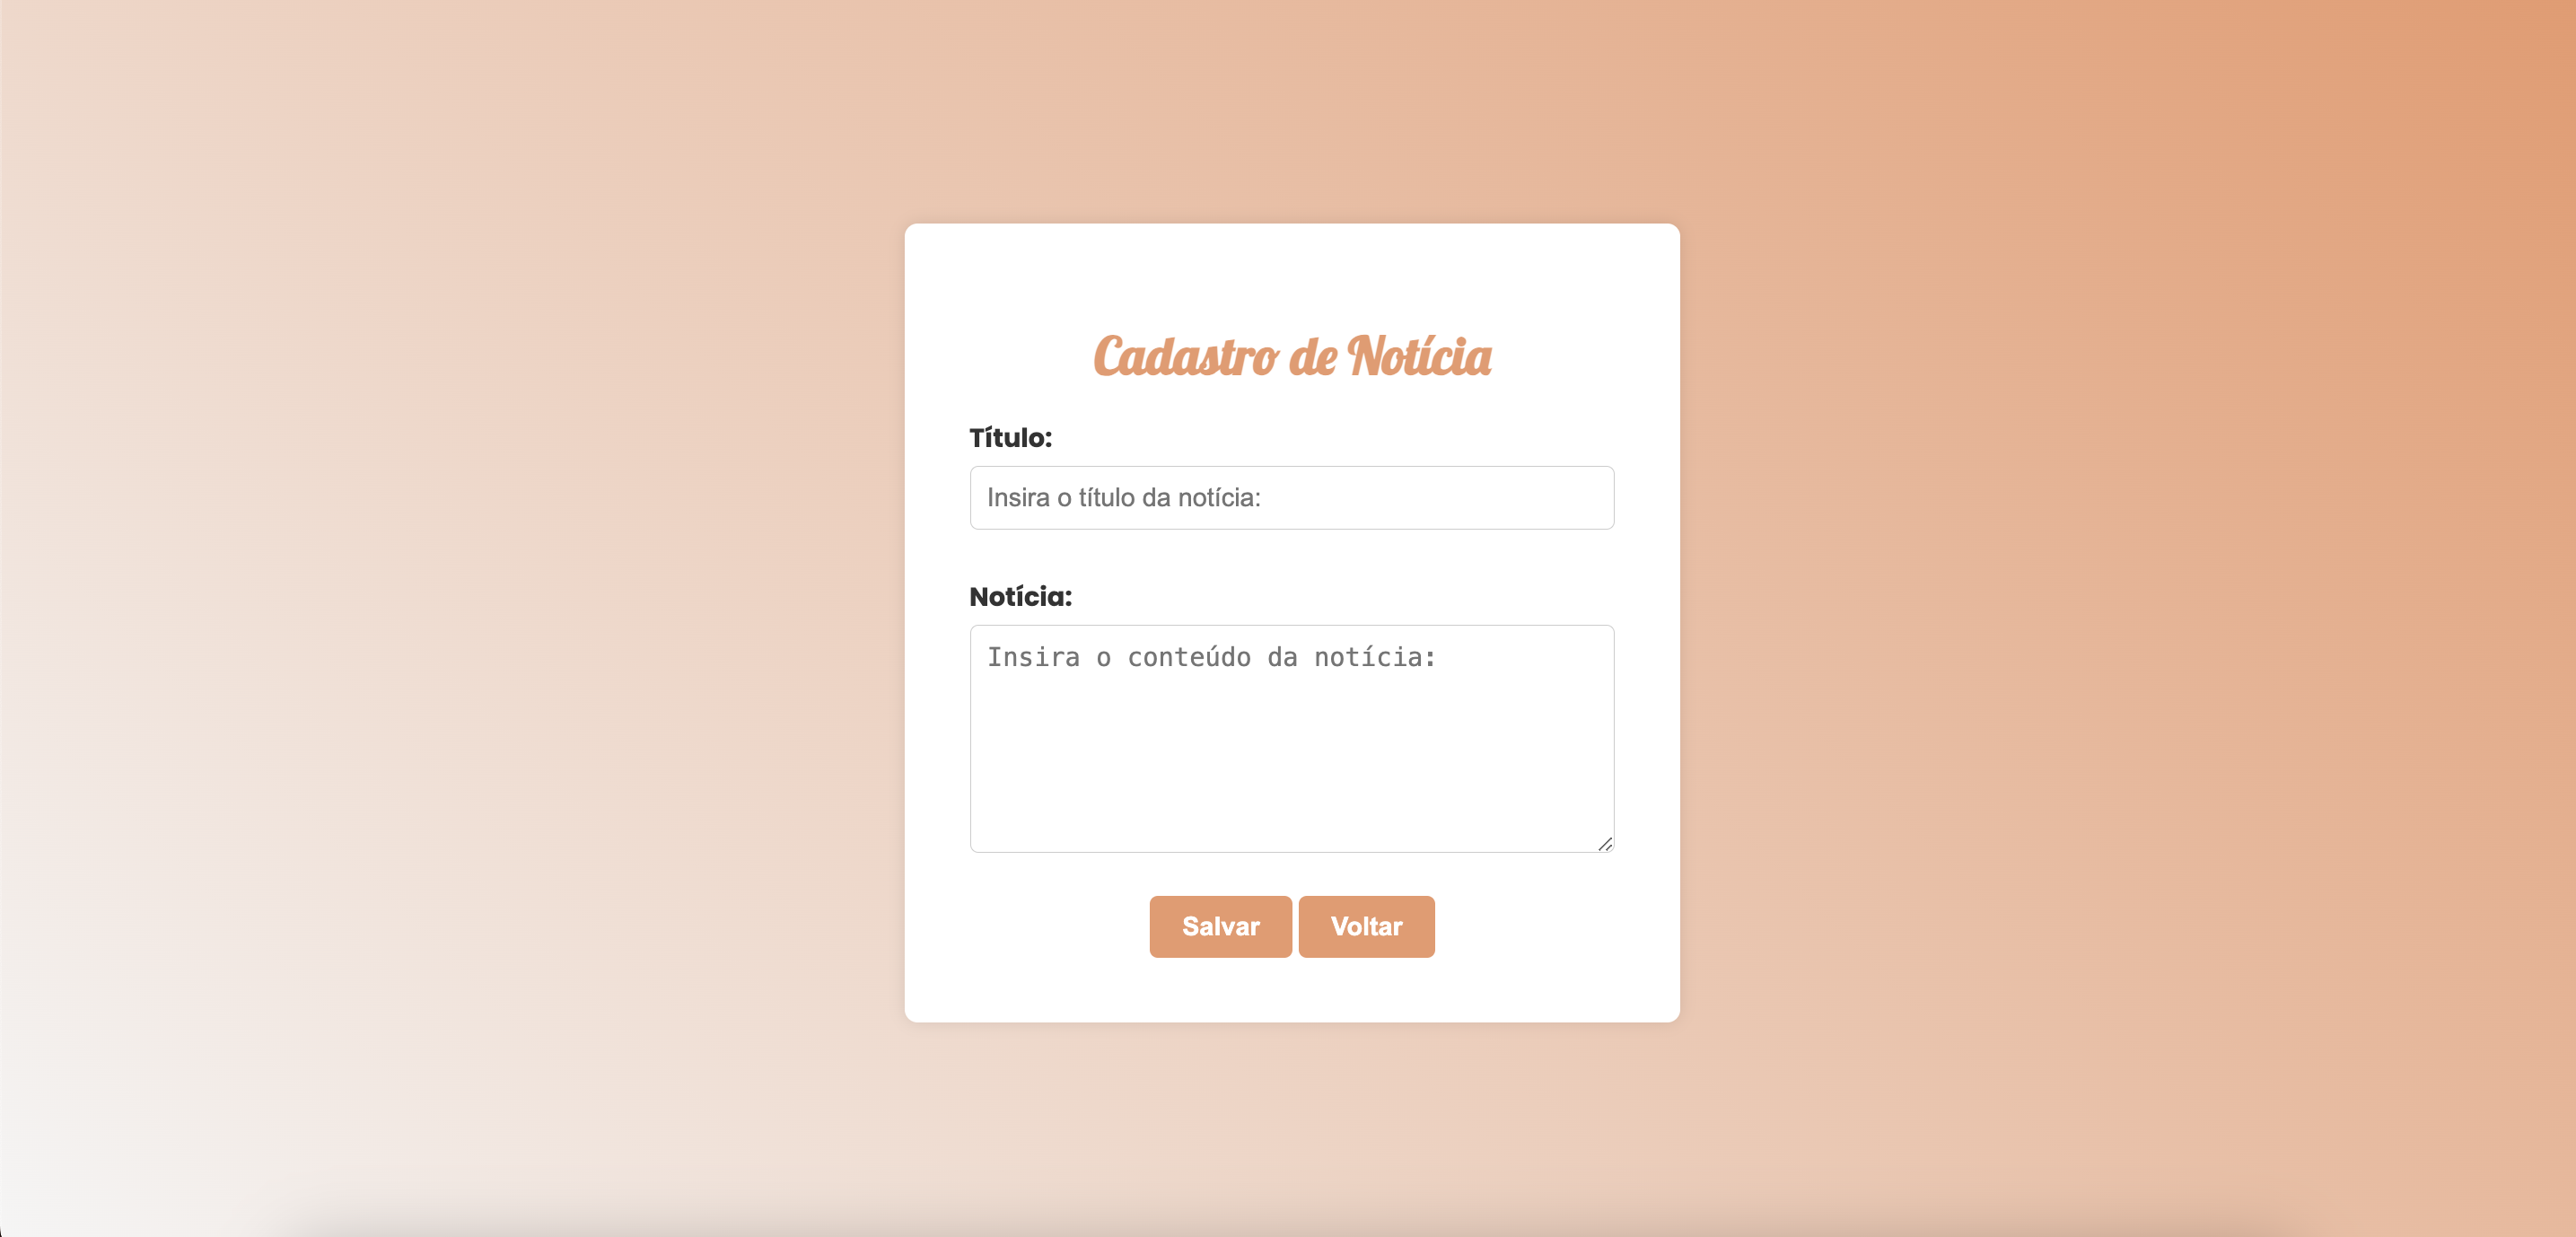 Cadastro de Notícia
Título:
Insira o título da notícia:
Notícia:
Insira o conteúdo da notícia:
Salvar Voltar